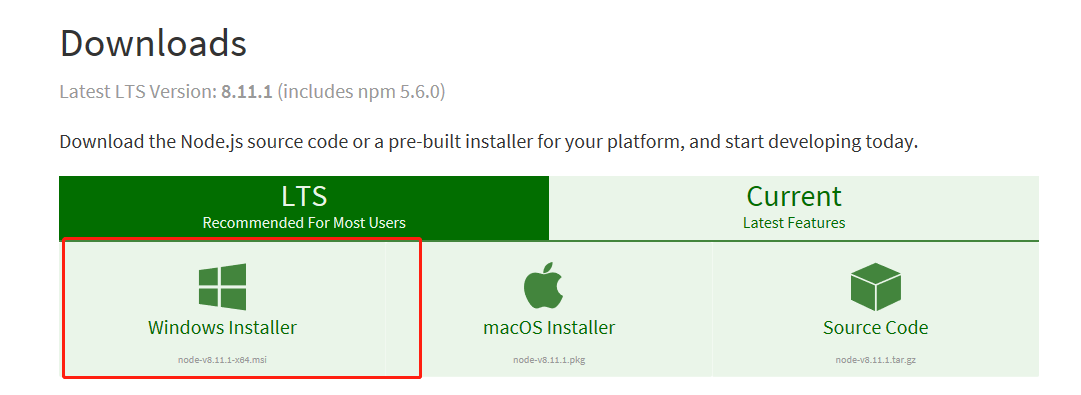 Downloads
Latest LTS Version: 8.11.1 (includes npm 5.6.0)
Download the Node.js source code or a pre-built installer for your platform, and start developing today.
LTS
Recommended For Most Users
Current
Latest Features
Windows Installer
node-v8.11.1-x64.msi
macOS Installer
node-v8.11.1.pkg
Source Code
node-v8.11.1.tar.gz